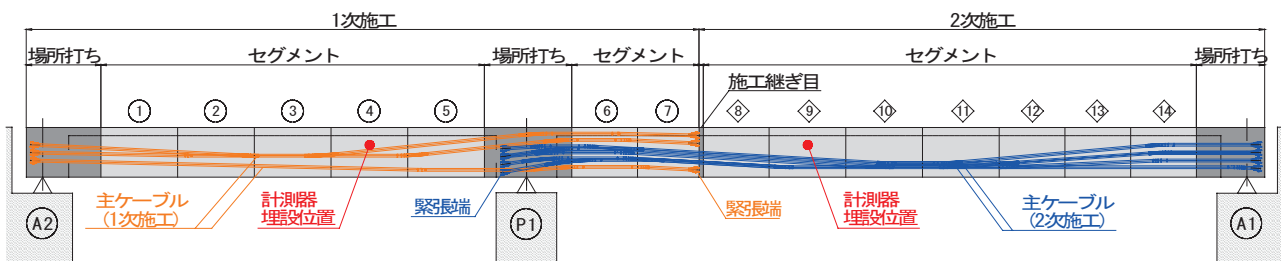 1次施工
2次施工
場所打ち
セグメント
場所打ち
セグメント
セグメント
場所打ち
施工継ぎ目
① ② ③ ④ ⑤ ⑥ ⑦ 8 9 10 11 12 13 14
主ケーブル
(1次施工)
計測器
埋設位置
緊張端
緊張端
計測器
埋設位置
主ケーブル
(2次施工)
A2
P1
A1